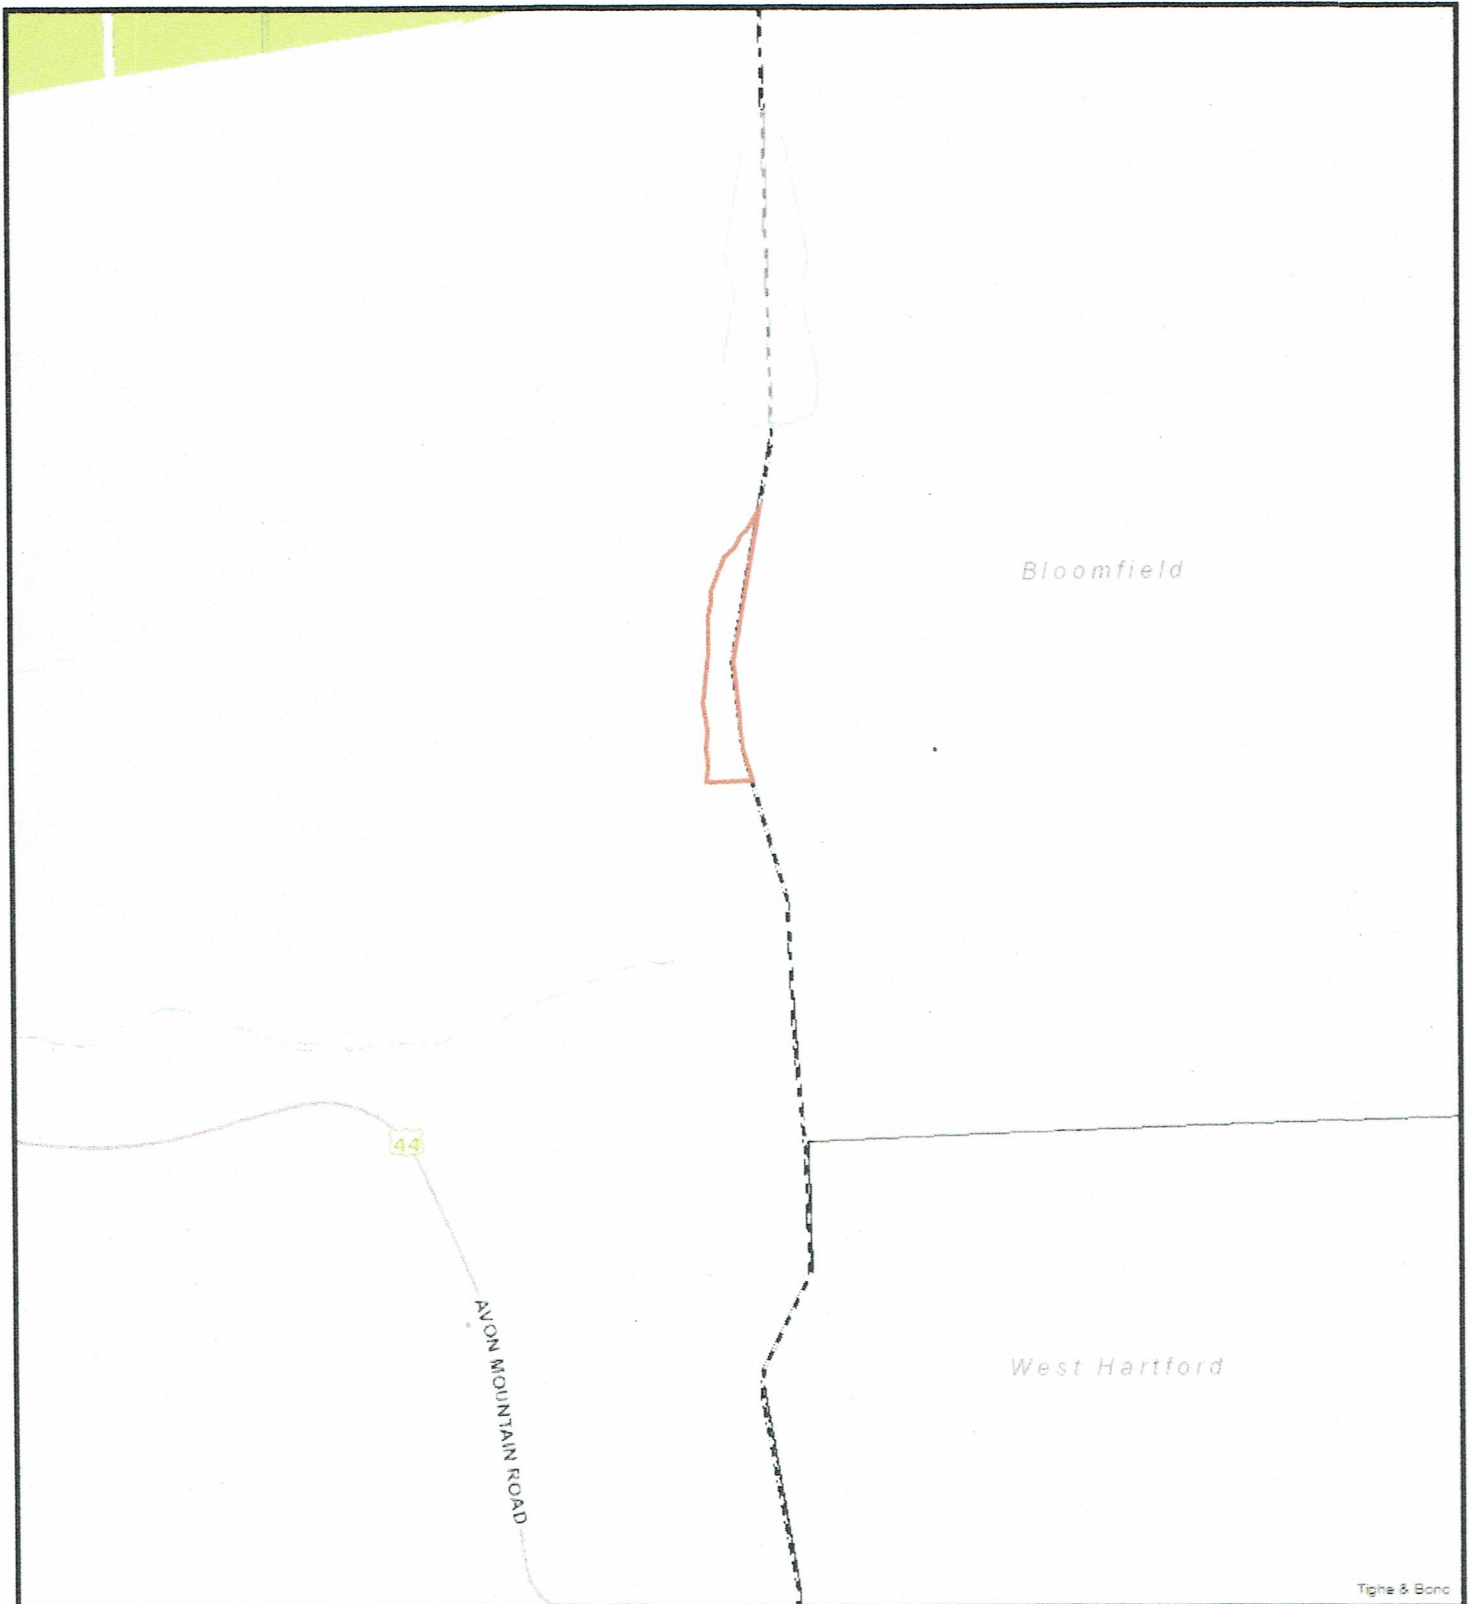 Bloomfield
44
AVON MOUNTAIN ROAD
West Hartford
Tighe & Bond